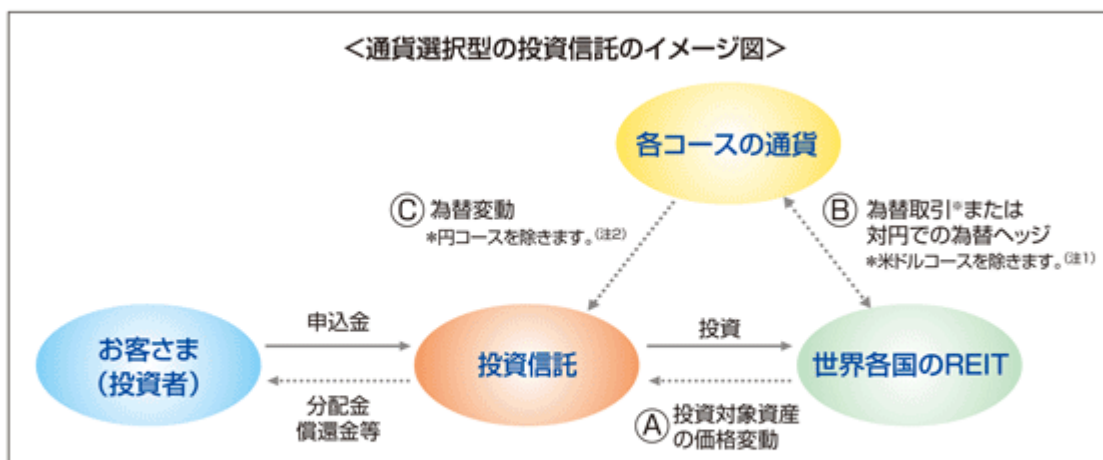 <通貨選択型の投資信託のイメージ図>
各コースの通貨
Ⓒ 為替変動
*円コースを除きます。(注2)
Ⓑ 為替取引※または
対円での為替ヘッジ
*米ドルコースを除きます。(注1)
お客さま
(投資者)
申込金
分配金
償還金等
投資信託
投資
Ⓐ 投資対象資産
の価格変動
世界各国のREIT